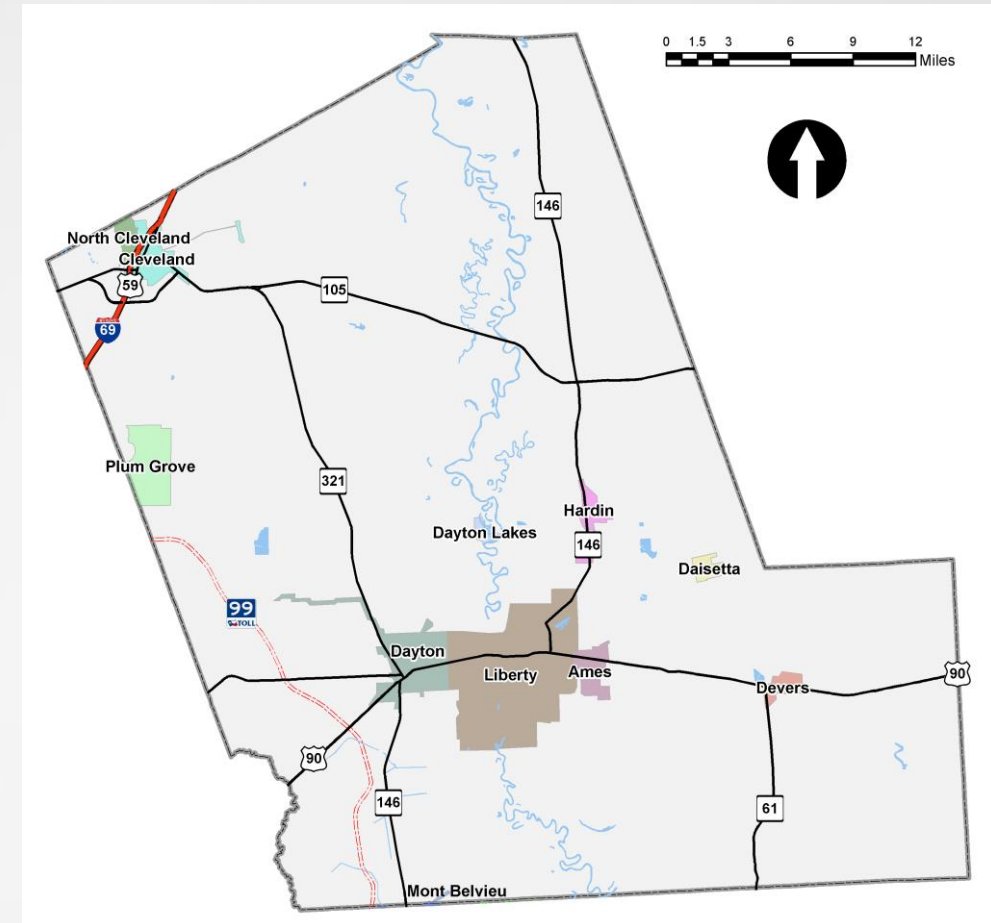 0 1.5 3 6 9 12
Miles
146
North Cleveland
Cleveland
59
105
69
Plum Grove
321
Hardin
Dayton Lakes
146
Daisetta
99
TOLL
Dayton
Liberty
Ames
Devers
90
90
146
61
Mont Belvieu